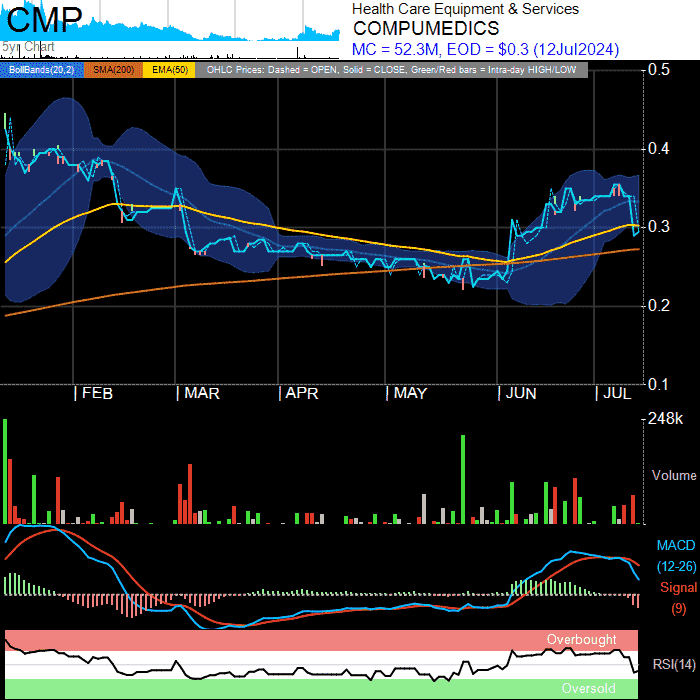 CMP
5yr Chart
Health Care Equipment & Services
COMPUMEDICS
MC = 52.3M, EOD = $0.3 (12Jul2024)
BollBands(20,2) SMA(200) EMA(50) OHLC Prices: Dashed = OPEN, Solid = CLOSE, Green/Red bars = Intra-day HIGH/LOW
0.5
0.4
0.3
0.2
0.1
| FEB | MAR | APR | MAY | JUN | JUL
248k
Volume
MACD
(12-26)
Signal
(9)
Overbought
RSI(14)
Oversold